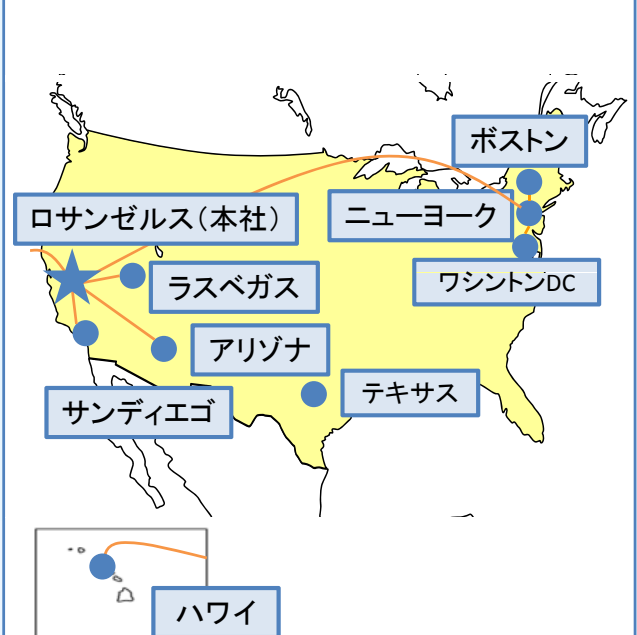 ボストン
ロサンゼルス（本社）
ニューヨーク
ワシントンDC
ラスベガス
アリゾナ
テキサス
サンディエゴ
ハワイ